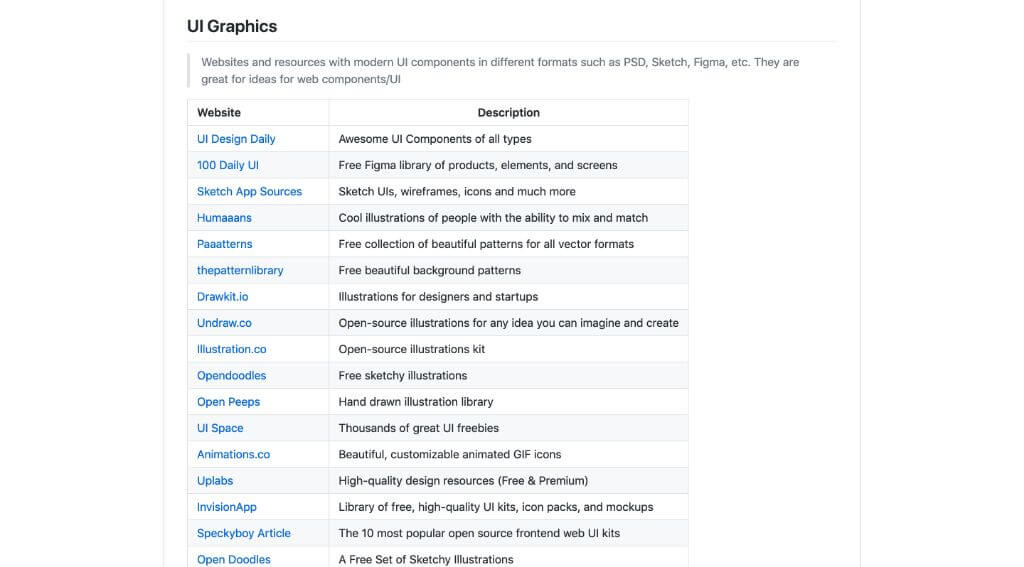 UI Graphics
Websites and resources with modern UI components in different formats such as PSD, Sketch, Figma, etc. They are
great for ideas for web components/UI
Website Description
UI Design Daily Awesome UI Components of all types
100 Daily UI Free Figma library of products, elements, and screens
Sketch App Sources Sketch UIs, wireframes, icons and much more
Humaaans Cool illustrations of people with the ability to mix and match
Paaatterns Free collection of beautiful patterns for all vector formats
thepatternlibrary Free beautiful background patterns
Drawkit.io Illustrations for designers and startups
Undraw.co Open-source illustrations for any idea you can imagine and create
Illustration.co Open-source illustrations kit
Opendoodles Free sketchy illustrations
Open Peeps Hand drawn illustration library
UI Space Thousands of great UI freebies
Animations.co Beautiful, customizable animated GIF icons
Uplabs High-quality design resources (Free & Premium)
InvisionApp Library of free, high-quality UI kits, icon packs, and mockups
Speckyboy Article The 10 most popular open source frontend web UI kits
Open Doodles A Free Set of Sketchy Illustrations